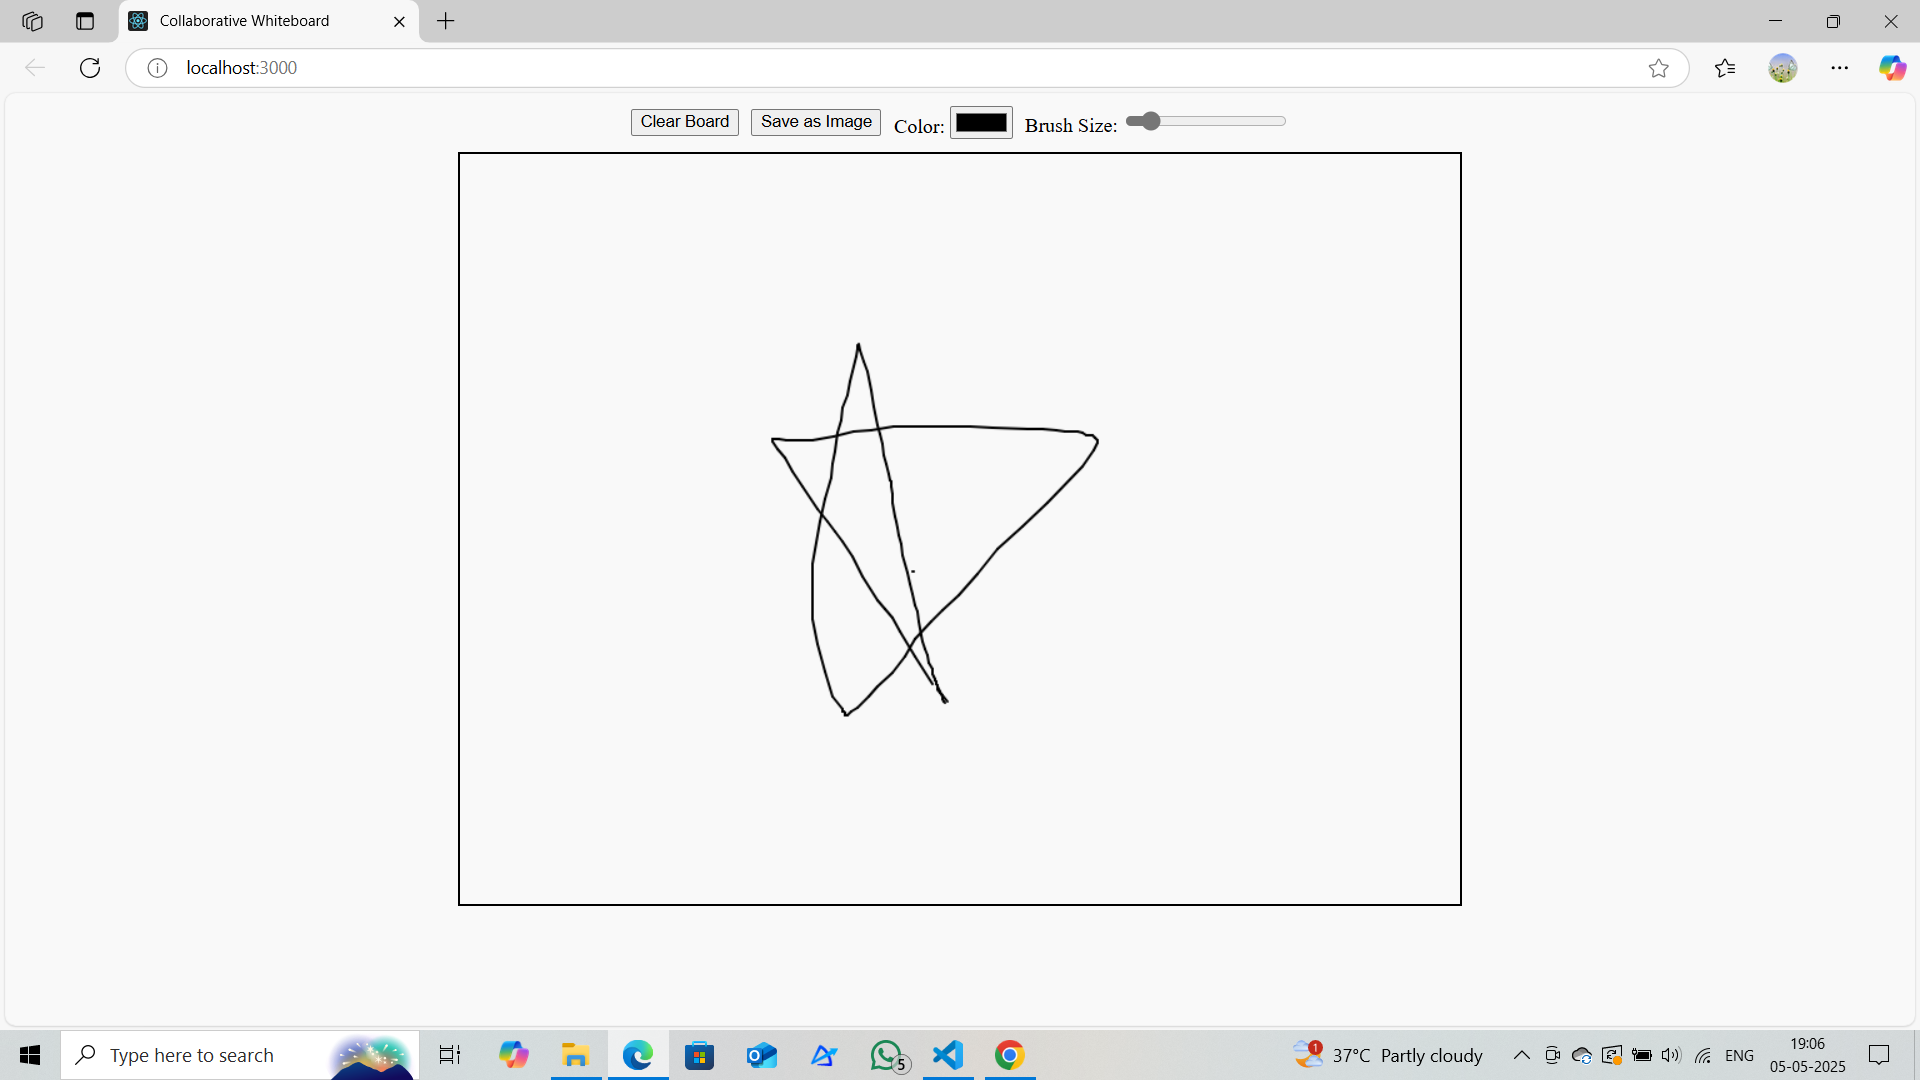 Collaborative Whiteboard
localhost:3000
Clear Board Save as Image Color: Brush Size:
Type here to search
5
1
37°C Partly cloudy
ENG
19:06
05-05-2025